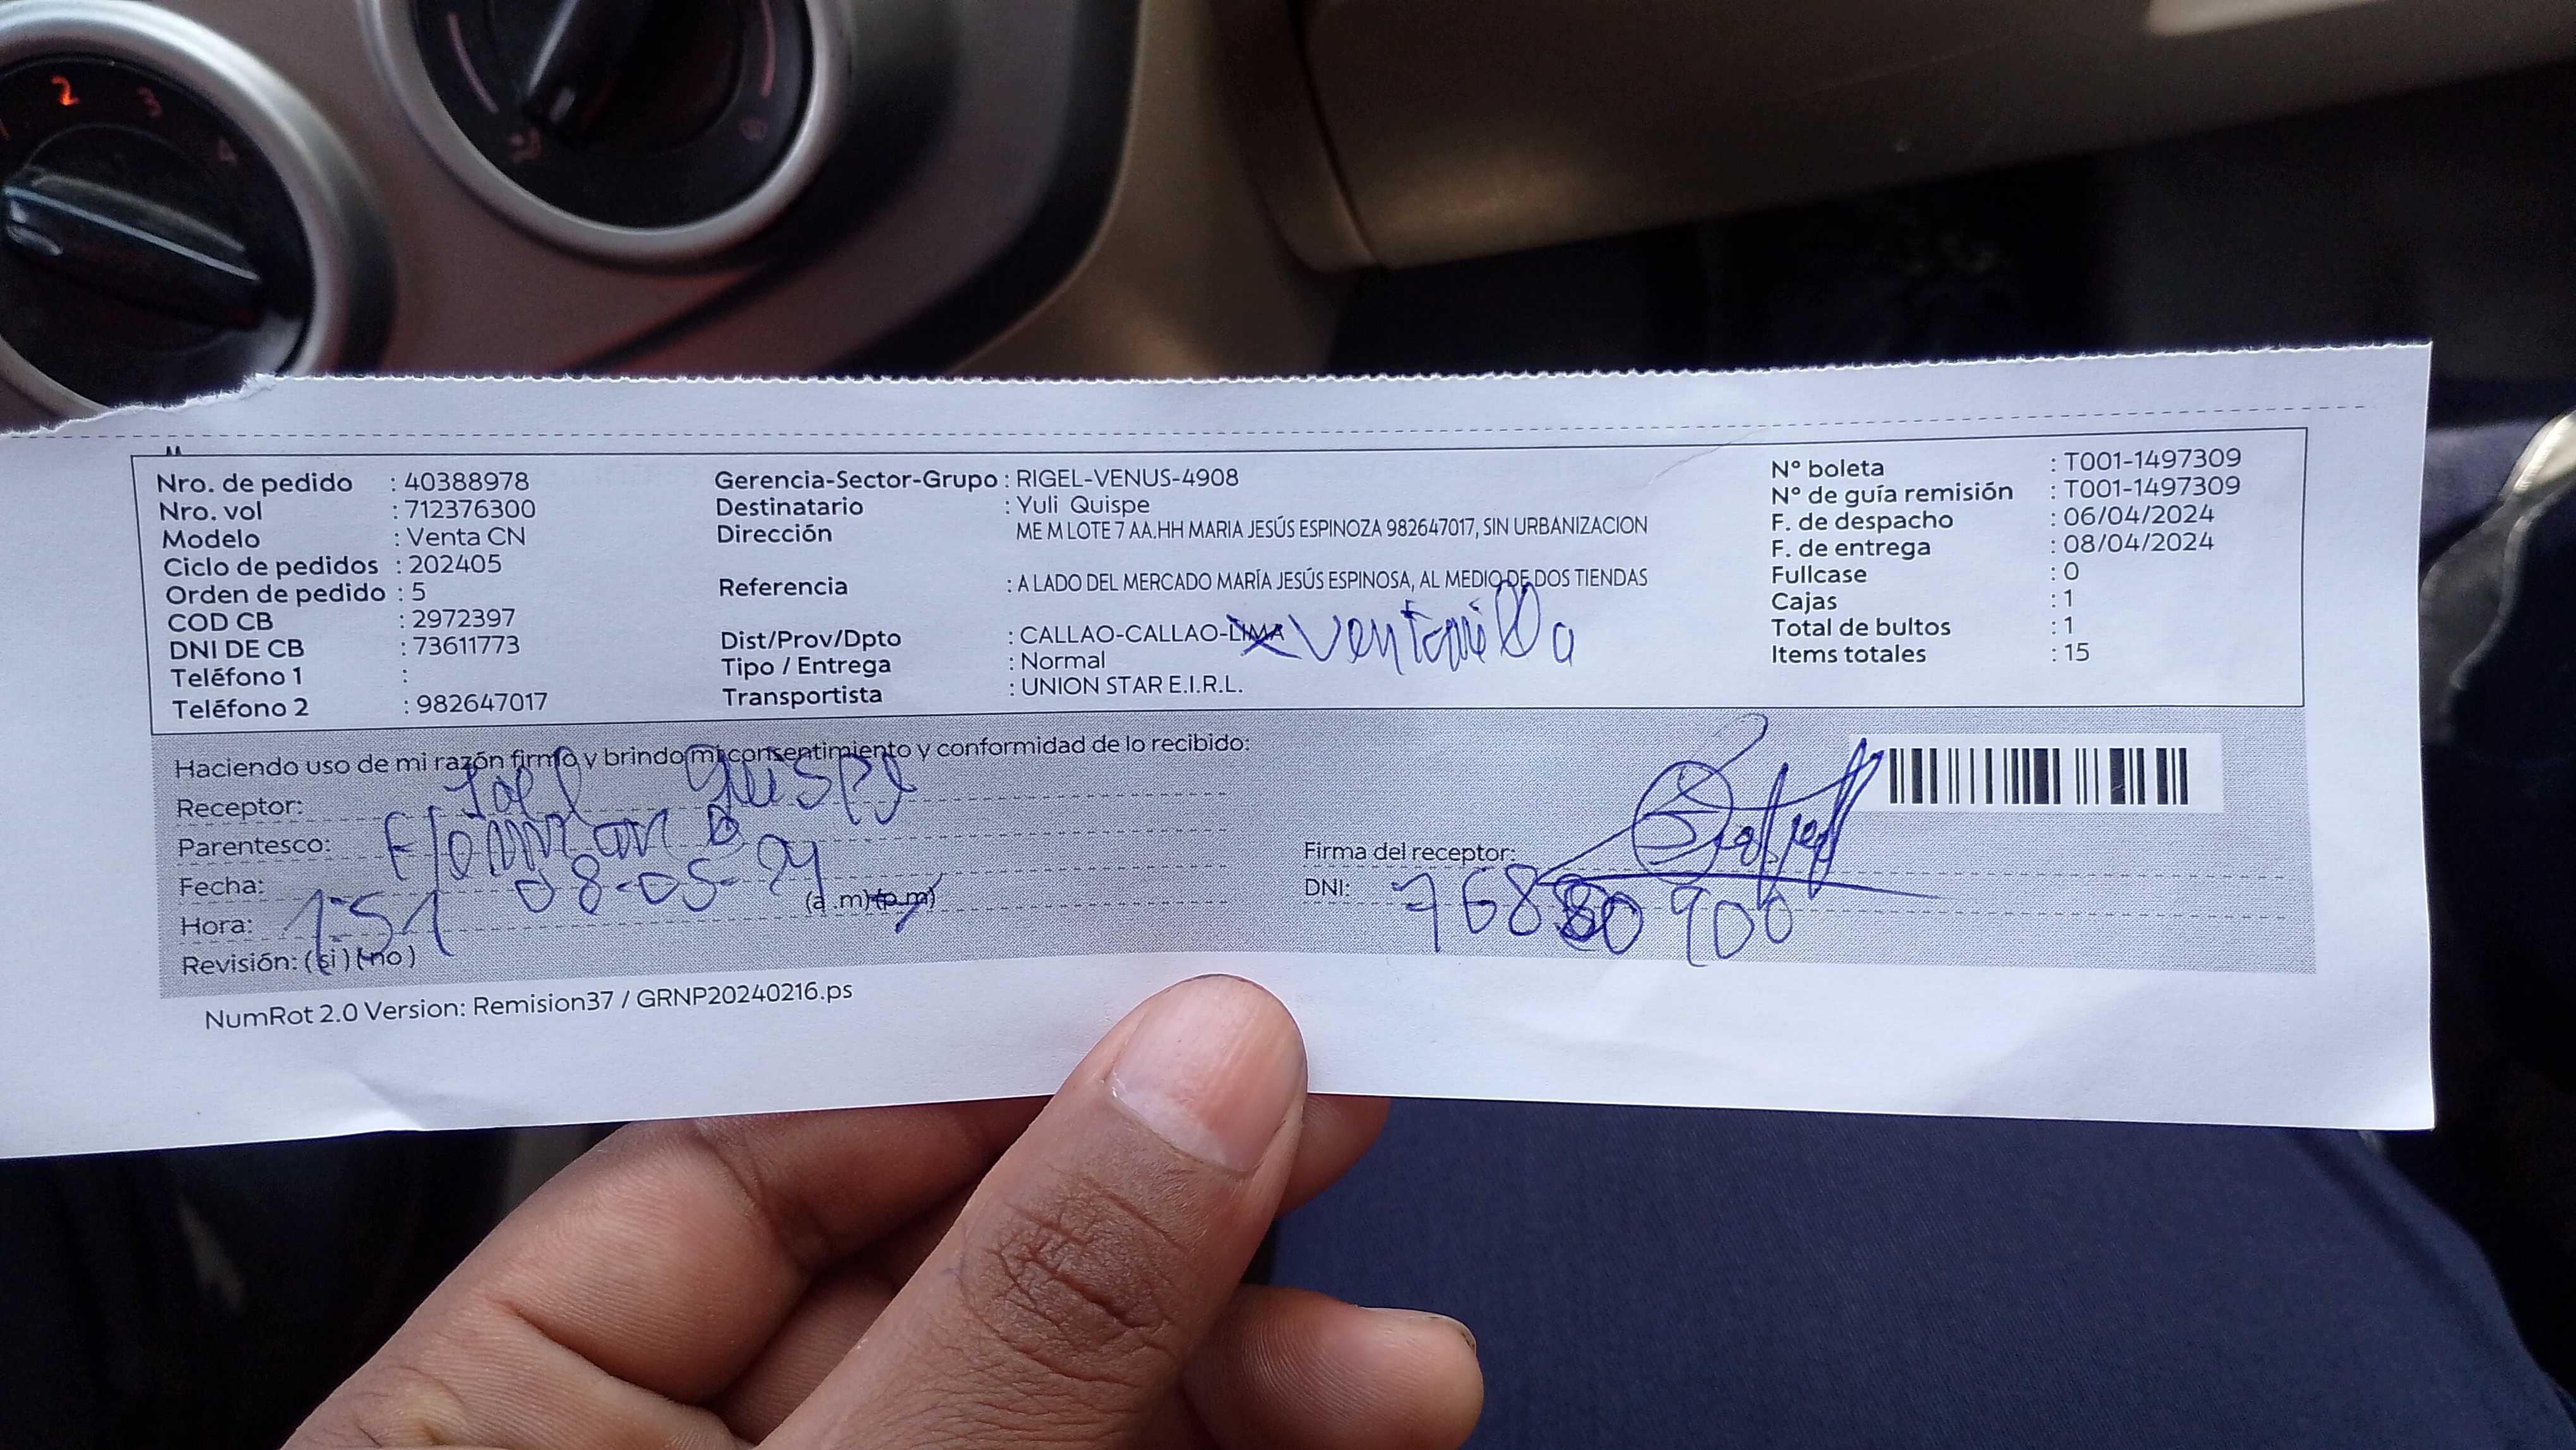 2 3 4
Nro. de pedido : 40388978
Nro. vol : 712376300
Modelo : Venta CN
Ciclo de pedidos : 202405
Orden de pedido : 5
COD CB : 2972397
DNI DE CB : 73611773
Teléfono 1 :
Teléfono 2 : 982647017
Gerencia-Sector-Grupo : RIGEL-VENUS-4908
Destinatario : Yuli Quispe
Dirección ME M LOTE 7 AA.HH MARIA JESÚS ESPINOZA 982647017, SIN URBANIZACION
Referencia : A LADO DEL MERCADO MARÍA JESÚS ESPINOSA, AL MEDIO DE DOS TIENDAS
Dist/Prov/Dpto : CALLAO-CALLAO-LIMA Ventanilla
Tipo / Entrega : Normal
Transportista : UNION STAR E.I.R.L.
N° boleta : T001-1497309
N° de guía remisión : T001-1497309
F. de despacho : 06/04/2024
F. de entrega : 08/04/2024
Fullcase : 0
Cajas : 1
Total de bultos : 1
Items totales : 15
Haciendo uso de mi razón firmo y brindo mi consentimiento y conformidad de lo recibido:
Receptor: Joel Quispe
Parentesco:
Fecha: 08-05-24
Hora: 1:51 (a.m)(p.m)
Revisión: (si) (no)
Firma del receptor:
DNI:
NumRot 2.0 Version: Remision37 / GRNP20240216.ps